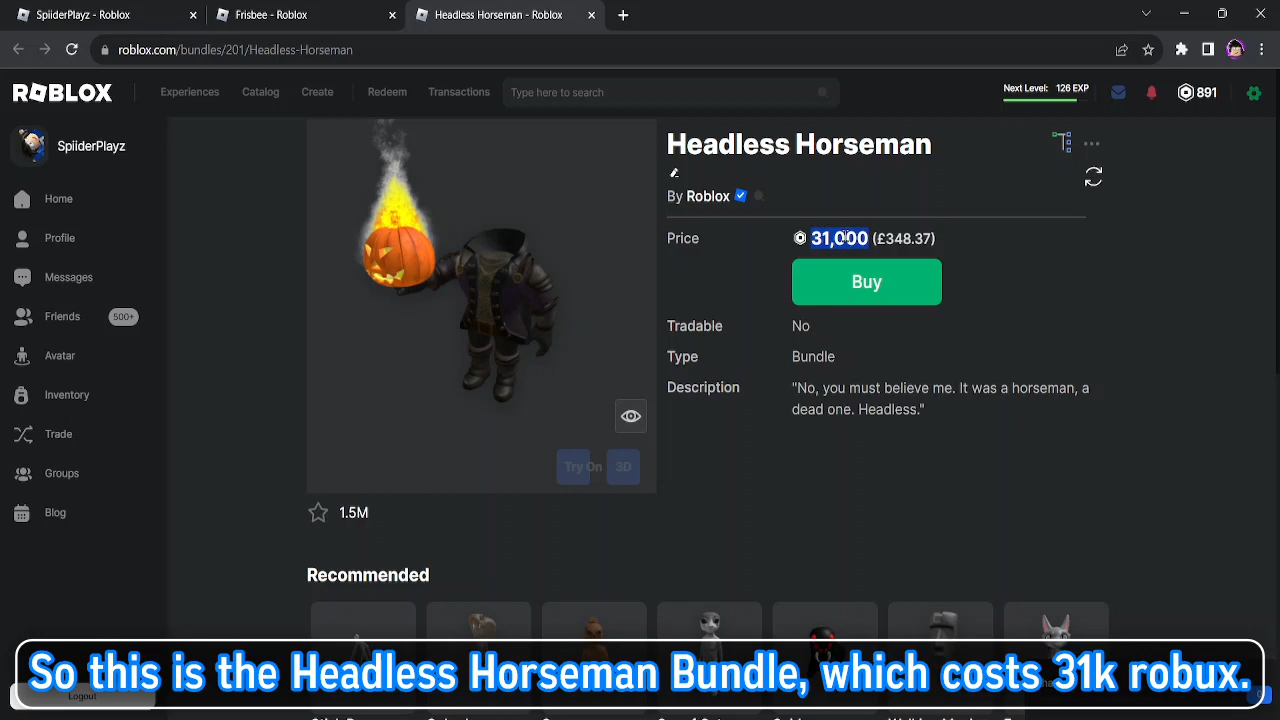 SpiiderPlayz - Roblox
Frisbee - Roblox
Headless Horseman - Roblox
roblox.com/bundles/201/Headless-Horseman
ROBLOX
Experiences
Catalog
Create
Type here to search
Redeem
Transactions
Next Level: 126 EXP
891
SpiiderPlayz
Home
Profile
Messages
Friends
500+
Avatar
Inventory
Trade
Groups
Blog
Logout
Try On
3D
1.5M
Headless Horseman
By Roblox
Price
31,000 (£348.37)
Buy
Tradable
No
Type
Bundle
Description
"No, you must believe me. It was a horseman, a
dead one. Headless."
Recommended
So this is the Headless Horseman Bundle, which costs 31k robux.